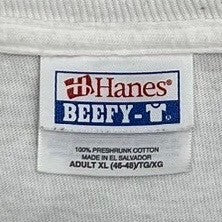 Hanes
BEEFY-T
100% PRESHRUNK COTTON
MADE IN EL SALVADOR
ADULT XL (46-48)/TG/XG